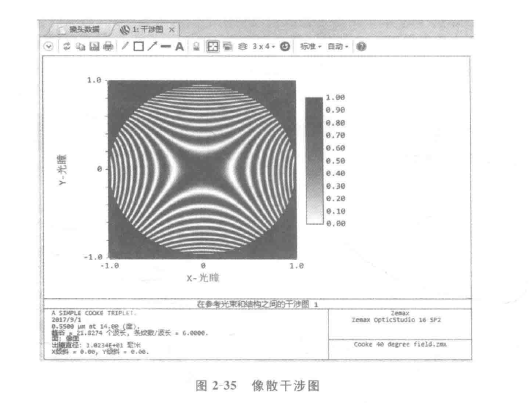 镜头数据 1:干涉图 ×
3 x 4 · 标准 · 自动 ·
1.0
Y-光瞳
0
-1.0
-1.0 0 1.0
X-光瞳
1.00
0.90
0.80
0.70
0.60
0.50
0.40
0.30
0.20
0.10
0.00
在参考光束和结构之间的干涉图 1
A SIMPLE COOKE TRIPLET.
2017/9/1
0.5500 µm at 14.00 (度).
峰谷 = 21.8274 个波长, 条纹数/波长 = 6.0000.
面: 像面
出瞳直径: 1.0234E+01 毫米
X倾斜 = 0.00, Y倾斜 = 0.00.
Zemax
Zemax OpticStudio 16 SP2
Cooke 40 degree field.zmx
图 2-35 像散干涉图